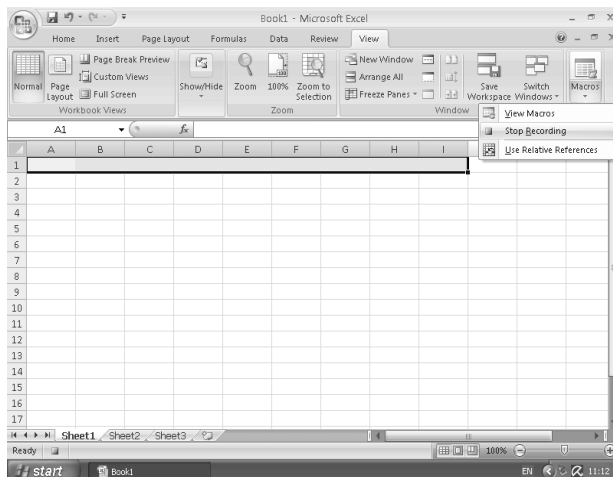 Book1 - Microsoft Excel
Home Insert Page Layout Formulas Data Review View
Normal Page Layout Page Break Preview Custom Views Full Screen
Workbook Views
Show/Hide
Zoom 100% Zoom to Selection
Zoom
New Window
Arrange All
Freeze Panes
Save Workspace Switch Windows
Window
Macros
View Macros
Stop Recording
Use Relative References
A1 fx
A B C D E F G H I
1
2
3
4
5
6
7
8
9
10
11
12
13
14
15
16
17
Sheet1 Sheet2 Sheet3
Ready 100%
start Book1 EN 11:12